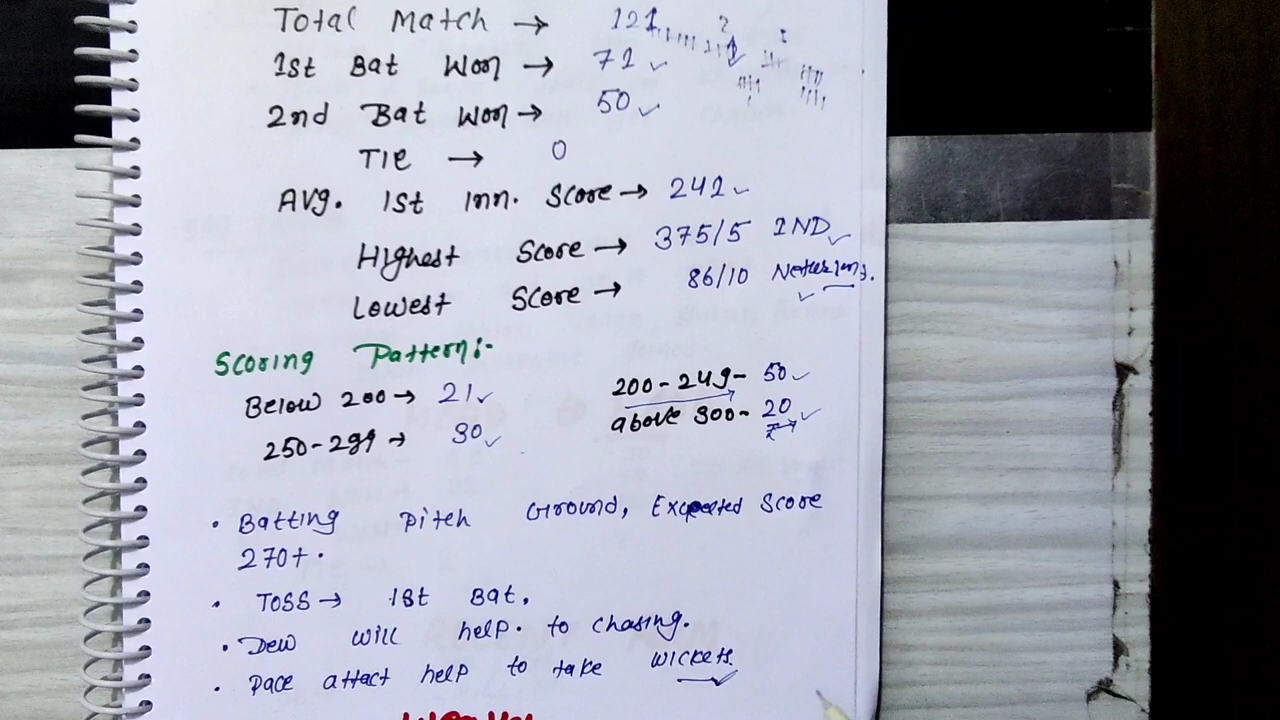 Total Match → 121
1st Bat Won → 71
2nd Bat Won → 50
TIE → 0
AVG. 1st Inn. Score → 242
Highest Score → 375/5 IND
Lowest Score → 86/10
Scoring Pattern:-
Below 200 → 21 200-249- 50
250-299 → 30 above 300- 20
• Batting Pitch Ground, Expected Score
270+.
• TOSS → 1st Bat.
• Dew will help. to chasing.
• Pace attact help to take wickets.